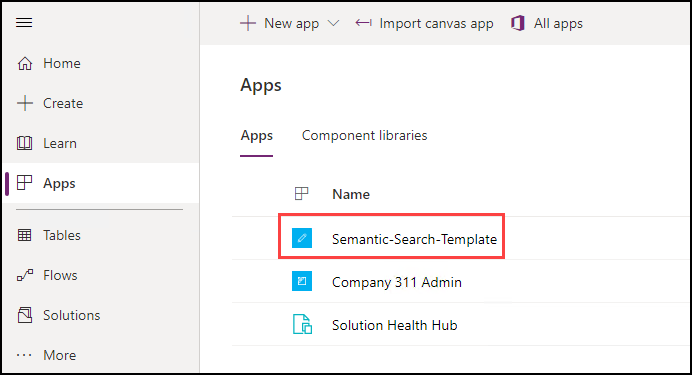 New app
Import canvas app
All apps
Home
Create
Learn
Apps
Tables
Flows
Solutions
More
Apps
Apps
Component libraries
Name
Semantic-Search-Template
Company 311 Admin
Solution Health Hub